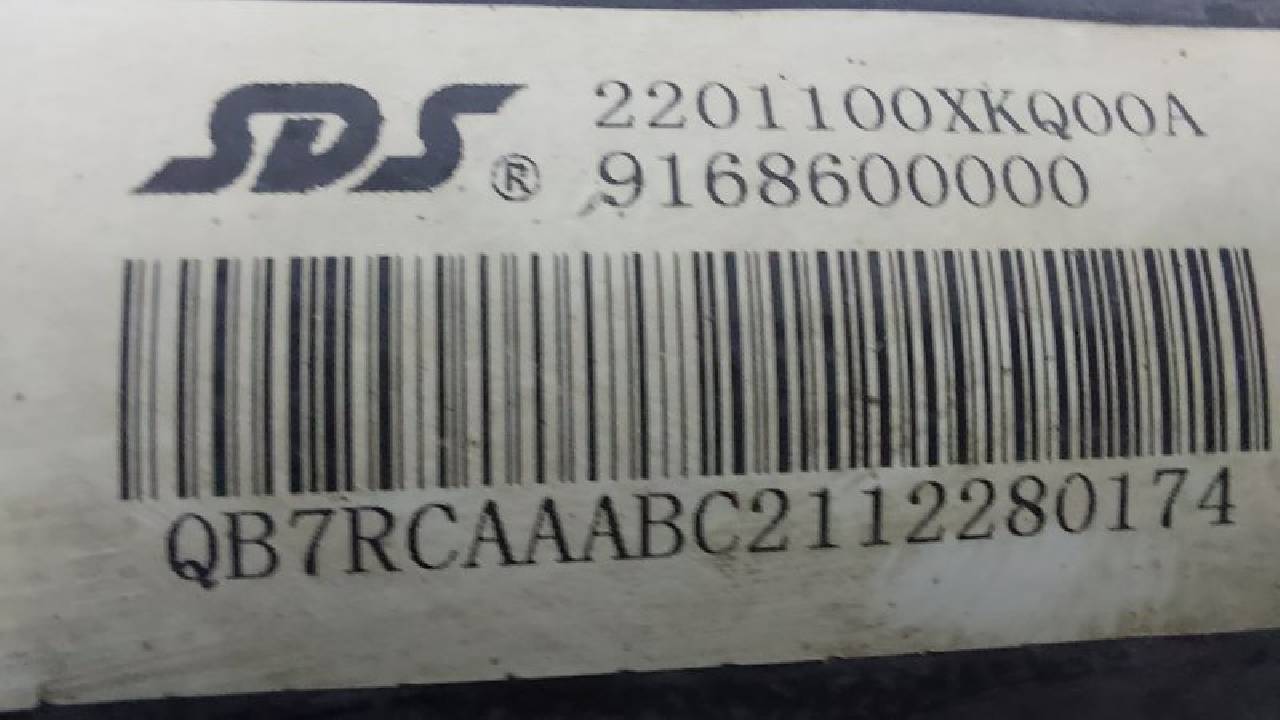 SDS® 2201100XKQ00A
9168600000
QB7RCAAABC2112280174